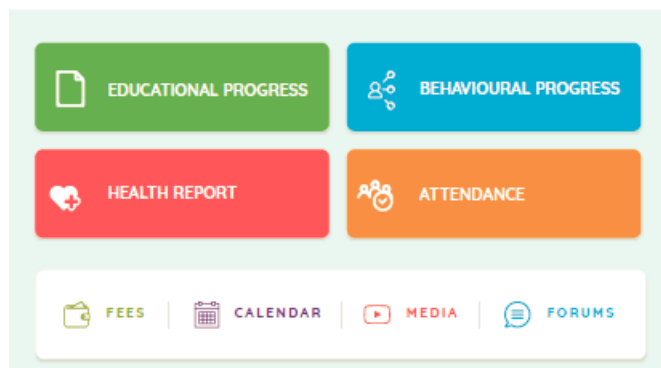 EDUCATIONAL PROGRESS
BEHAVIOURAL PROGRESS
HEALTH REPORT
ATTENDANCE
FEES
CALENDAR
MEDIA
FORUMS